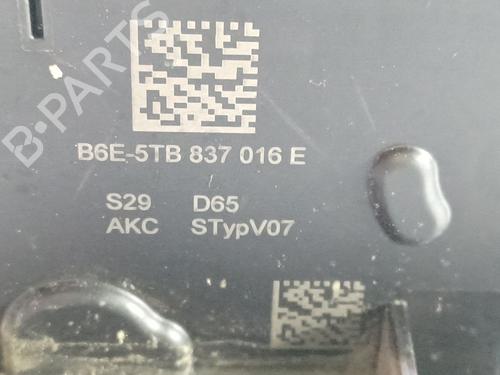 B-PARTS
B6E-5TB 837 016 E
S29 D65
AKC STypV07